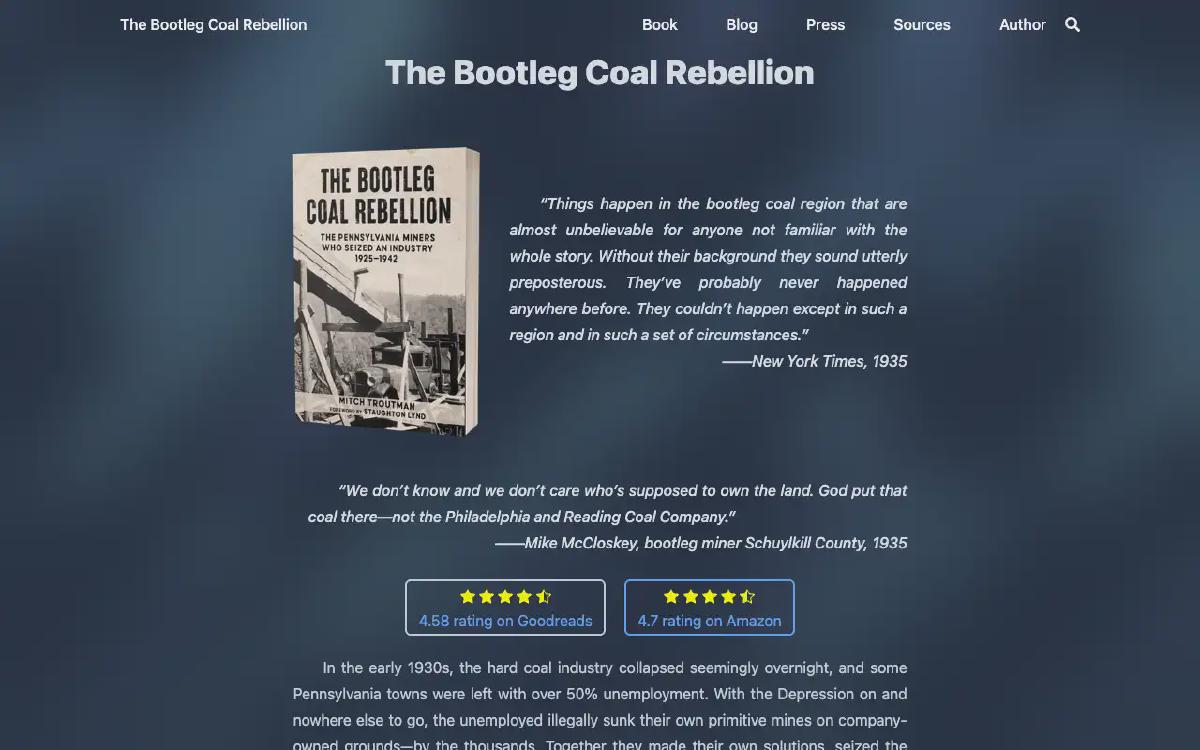 The Bootleg Coal Rebellion
Book
Blog
Press
Sources
Author
The Bootleg Coal Rebellion
THE BOOTLEG
COAL REBELLION
THE PENNSYLVANIA MINERS
WHO SEIZED AN INDUSTRY
1925–1942
MITCH TROUTMAN
FOREWORD BY STAUGHTON LYND
“Things happen in the bootleg coal region that are
almost unbelievable for anyone not familiar with the
whole story. Without their background they sound utterly
preposterous. They’ve probably never happened
anywhere before. They couldn’t happen except in such a
region and in such a set of circumstances.”
——New York Times, 1935
“We don’t know and we don’t care who’s supposed to own the land. God put that
coal there—not the Philadelphia and Reading Coal Company.”
——Mike McCloskey, bootleg miner Schuylkill County, 1935
4.58 rating on Goodreads
4.7 rating on Amazon
In the early 1930s, the hard coal industry collapsed seemingly overnight, and some
Pennsylvania towns were left with over 50% unemployment. With the Depression on and
nowhere else to go, the unemployed illegally sunk their own primitive mines on company-
owned grounds—by the thousands. Together they made their own solutions, seized the